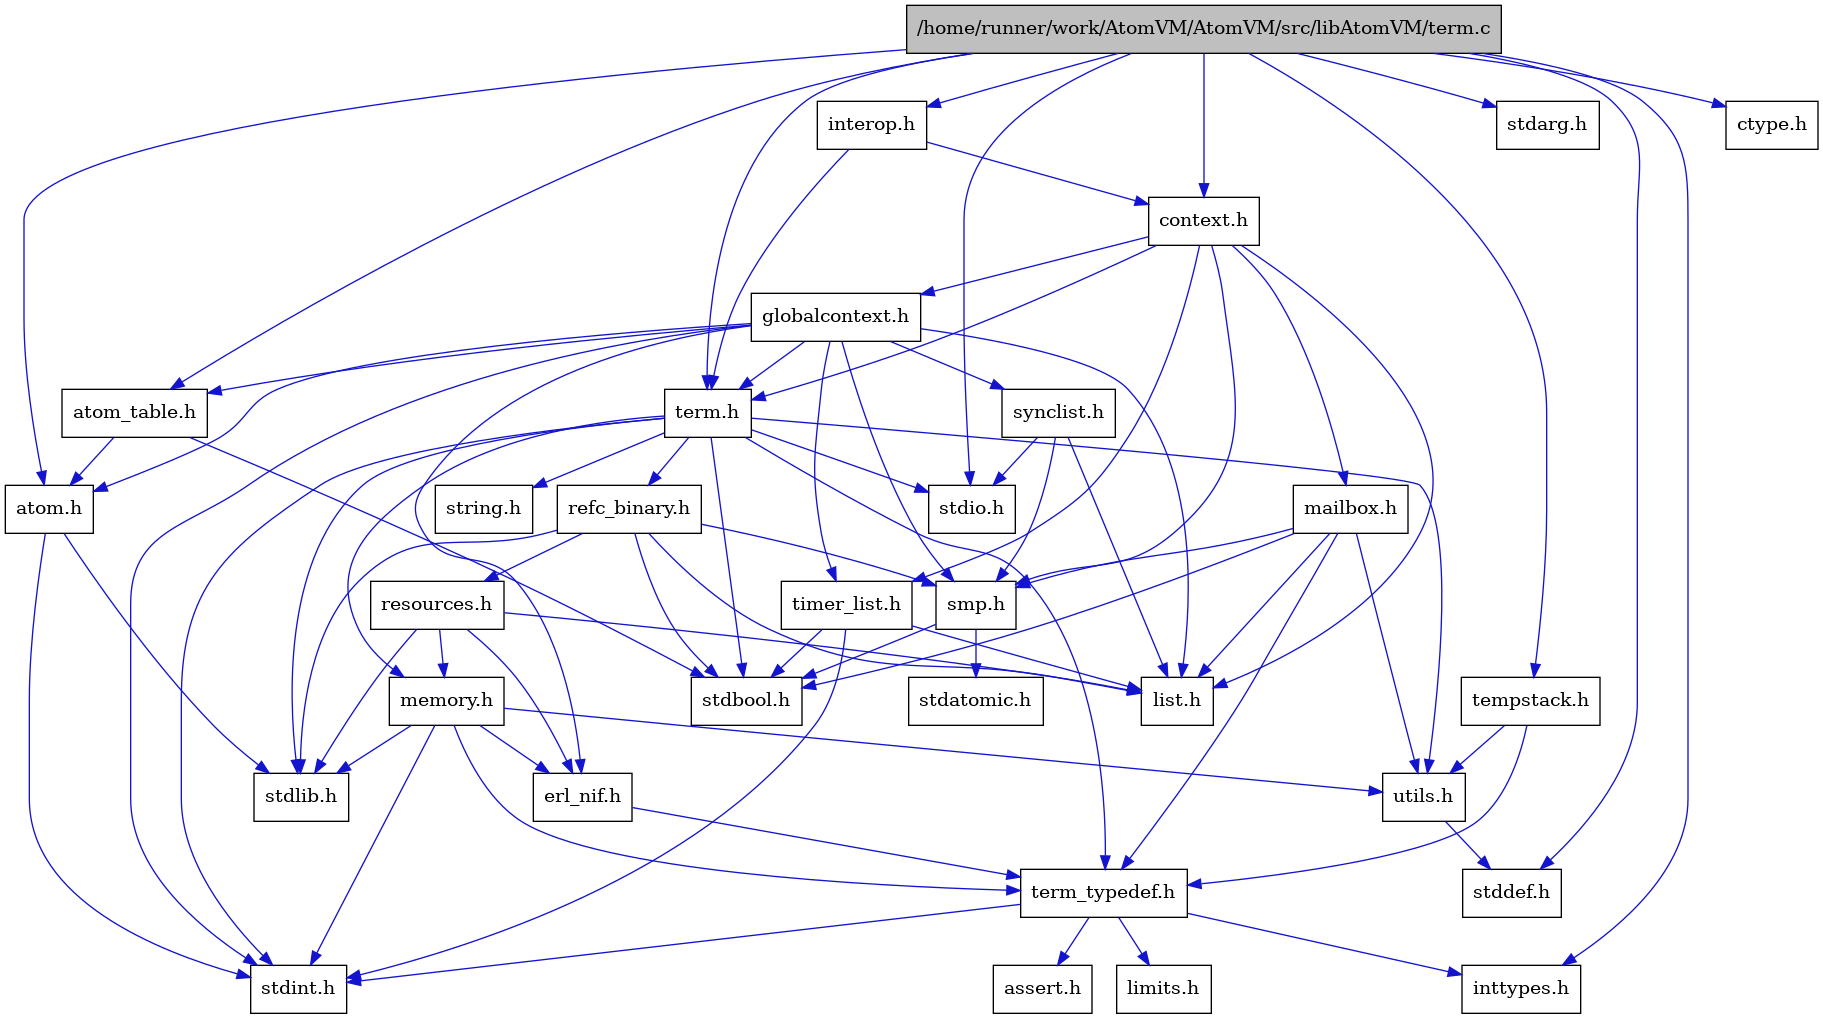 /home/runner/work/AtomVM/AtomVM/src/libAtomVM/term.c
interop.h
stdarg.h
ctype.h
context.h
globalcontext.h
atom_table.h
term.h
synclist.h
atom.h
string.h
refc_binary.h
stdio.h
mailbox.h
resources.h
timer_list.h
smp.h
memory.h
stdbool.h
stdatomic.h
list.h
tempstack.h
stdlib.h
erl_nif.h
utils.h
term_typedef.h
stddef.h
stdint.h
assert.h
limits.h
inttypes.h